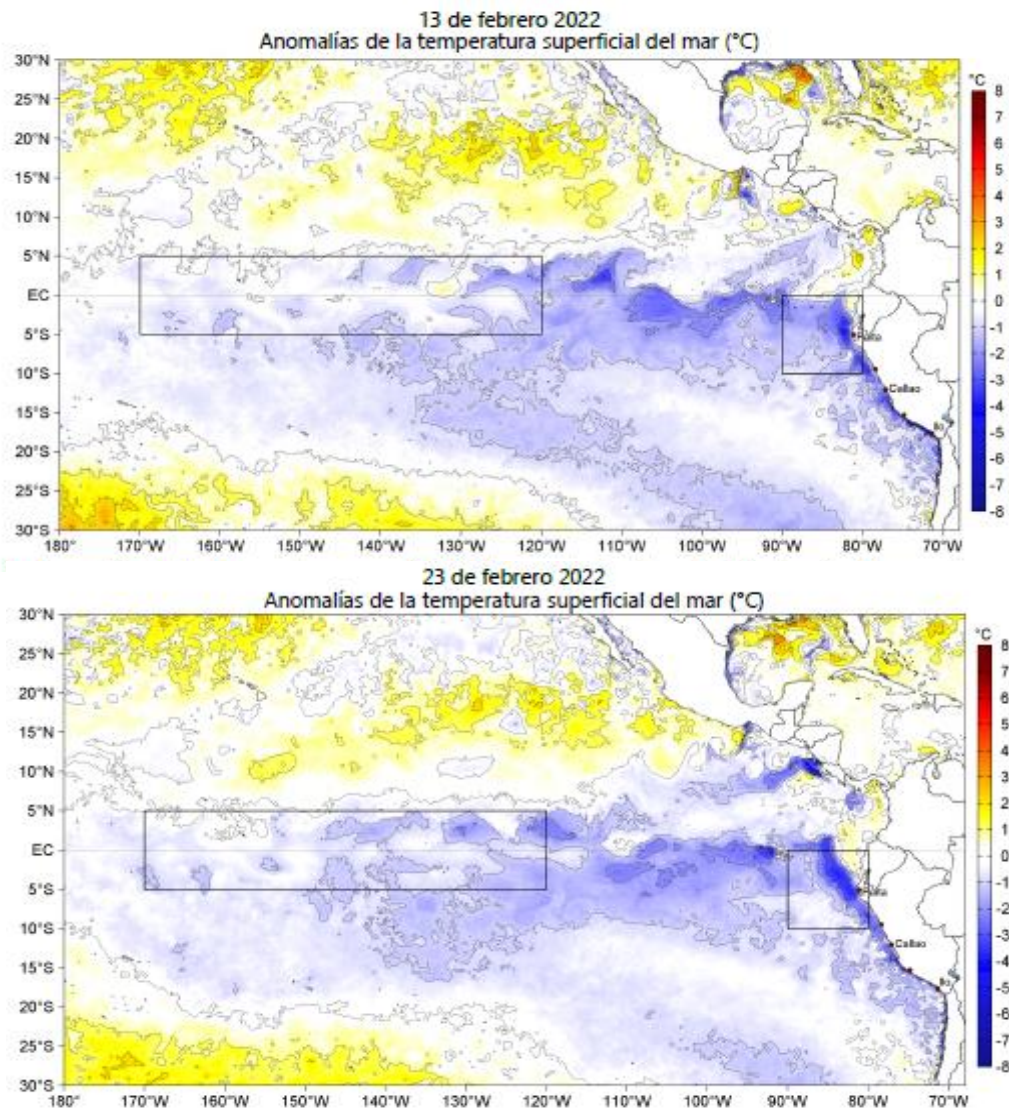 13 de febrero 2022
Anomalías de la temperatura superficial del mar (°C)
30°N
25°N
20°N
15°N
10°N
5°N
EC
5°S
10°S
15°S
20°S
25°S
30°S
180° 170°W 160°W 150°W 140°W 130°W 120°W 110°W 100°W 90°W 80°W 70°W
Paita
Callao
Ilo
°C
8
7
6
5
4
3
2
1
0
-1
-2
-3
-4
-5
-6
-7
-8
23 de febrero 2022
Anomalías de la temperatura superficial del mar (°C)
30°N
25°N
20°N
15°N
10°N
5°N
EC
5°S
10°S
15°S
20°S
25°S
30°S
180° 170°W 160°W 150°W 140°W 130°W 120°W 110°W 100°W 90°W 80°W 70°W
Paita
Callao
Ilo
°C
8
7
6
5
4
3
2
1
0
-1
-2
-3
-4
-5
-6
-7
-8